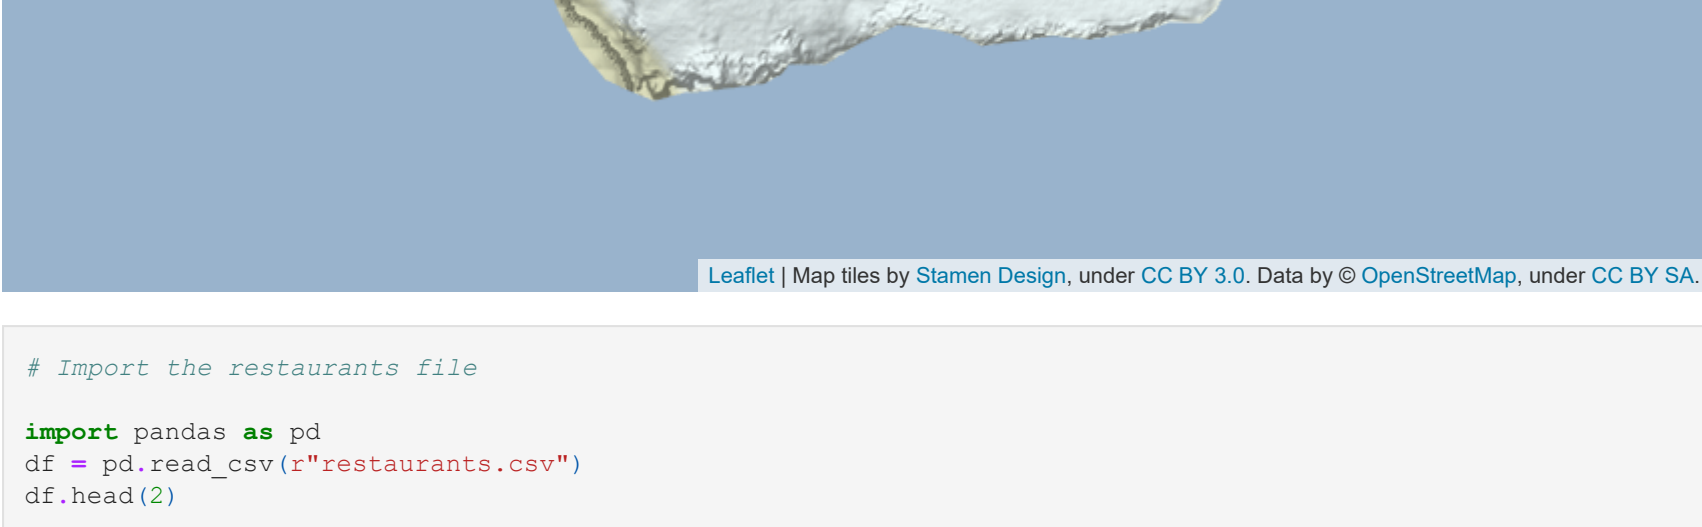 Leaflet | Map tiles by Stamen Design, under CC BY 3.0. Data by © OpenStreetMap, under CC BY SA.
# Import the restaurants file
import pandas as pd
df = pd.read_csv(r"restaurants.csv")
df.head(2)